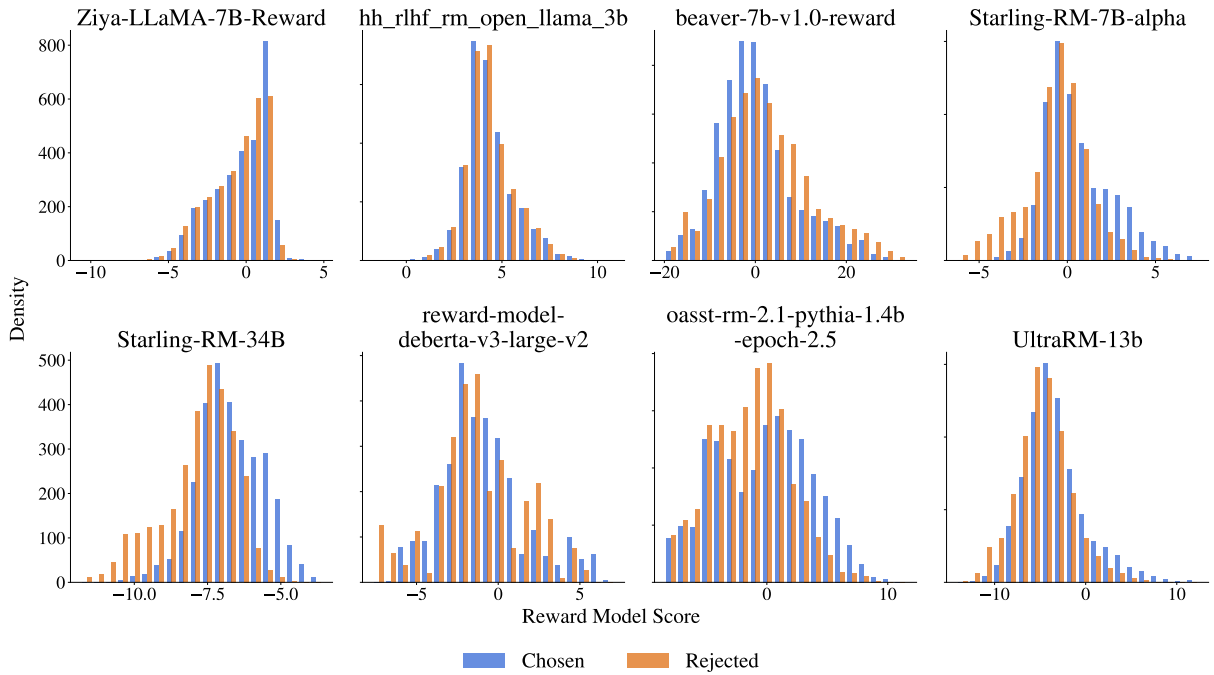 Ziya-LLaMA-7B-Reward
hh_rlhf_rm_open_llama_3b
beaver-7b-v1.0-reward
Starling-RM-7B-alpha
800
600
400
200
0
−10 −5 0 5
0 5 10
−20 0 20
−5 0 5
Density
Starling-RM-34B
reward-model-
deberta-v3-large-v2
oasst-rm-2.1-pythia-1.4b
-epoch-2.5
UltraRM-13b
500
400
300
200
100
0
−10.0 −7.5 −5.0
−5 0 5
0 10
−10 0 10
Reward Model Score
Chosen Rejected